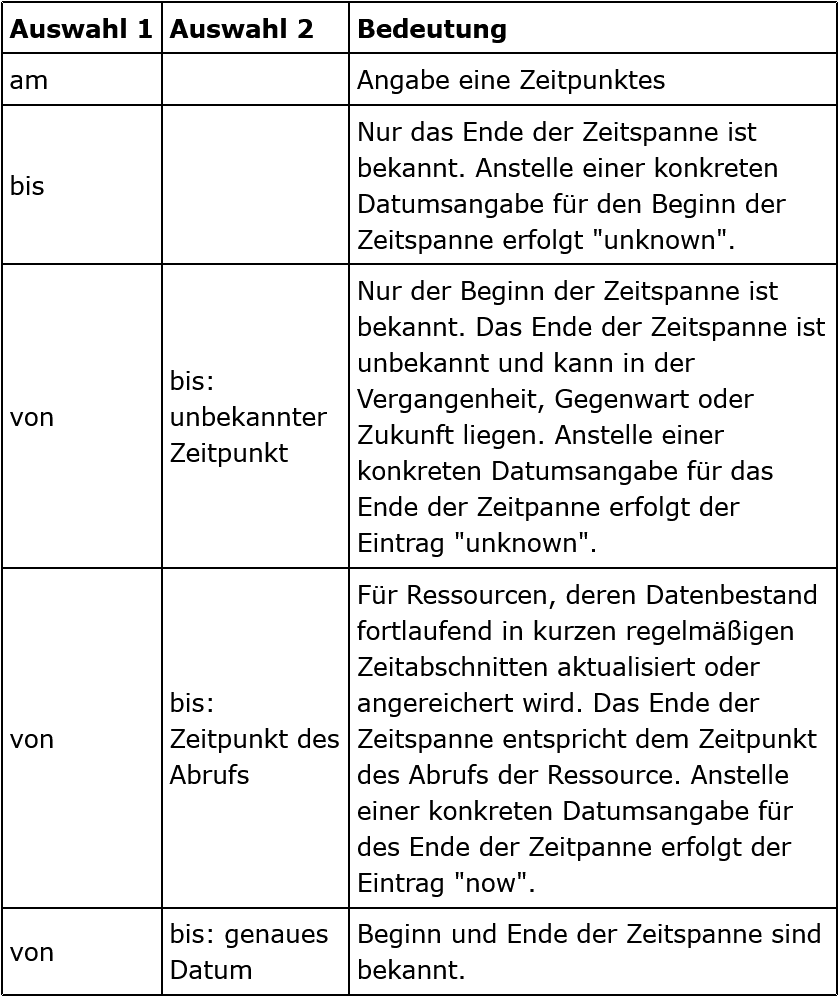 Auswahl 1 Auswahl 2 Bedeutung
am Angabe eine Zeitpunktes
bis
Nur das Ende der Zeitspanne ist
bekannt. Anstelle einer konkreten
Datumsangabe für den Beginn der
Zeitspanne erfolgt "unknown".
von
bis:
unbekannter
Zeitpunkt
Nur der Beginn der Zeitspanne ist
bekannt. Das Ende der Zeitspanne ist
unbekannt und kann in der
Vergangenheit, Gegenwart oder
Zukunft liegen. Anstelle einer
konkreten Datumsangabe für das
Ende der Zeitpanne erfolgt der
Eintrag "unknown".
von
bis:
Zeitpunkt des
Abrufs
Für Ressourcen, deren Datenbestand
fortlaufend in kurzen regelmäßigen
Zeitabschnitten aktualisiert oder
angereichert wird. Das Ende der
Zeitspanne entspricht dem Zeitpunkt
des Abrufs der Ressource. Anstelle
einer konkreten Datumsangabe für
des Ende der Zeitpanne erfolgt der
Eintrag "now".
von
bis: genaues
Datum
Beginn und Ende der Zeitspanne sind
bekannt.